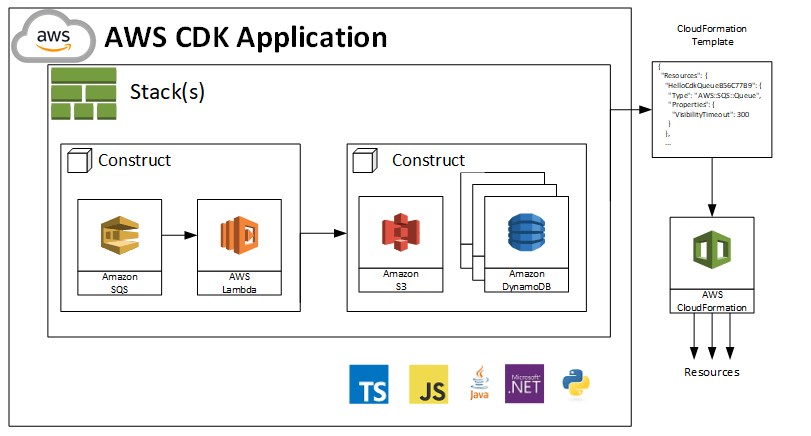 aws
AWS CDK Application
Stack(s)
Construct
Amazon
SQS
AWS
Lambda
Construct
Amazon
S3
Amazon
DynamoDB
TS
JS
Java
Microsoft
.NET
CloudFormation
Template
{
"Resources": {
"HelloCdkQueueB56C77B9": {
"Type": "AWS::SQS::Queue",
"Properties": {
"VisibilityTimeout": 300
}
},
...
AWS
CloudFormation
Resources